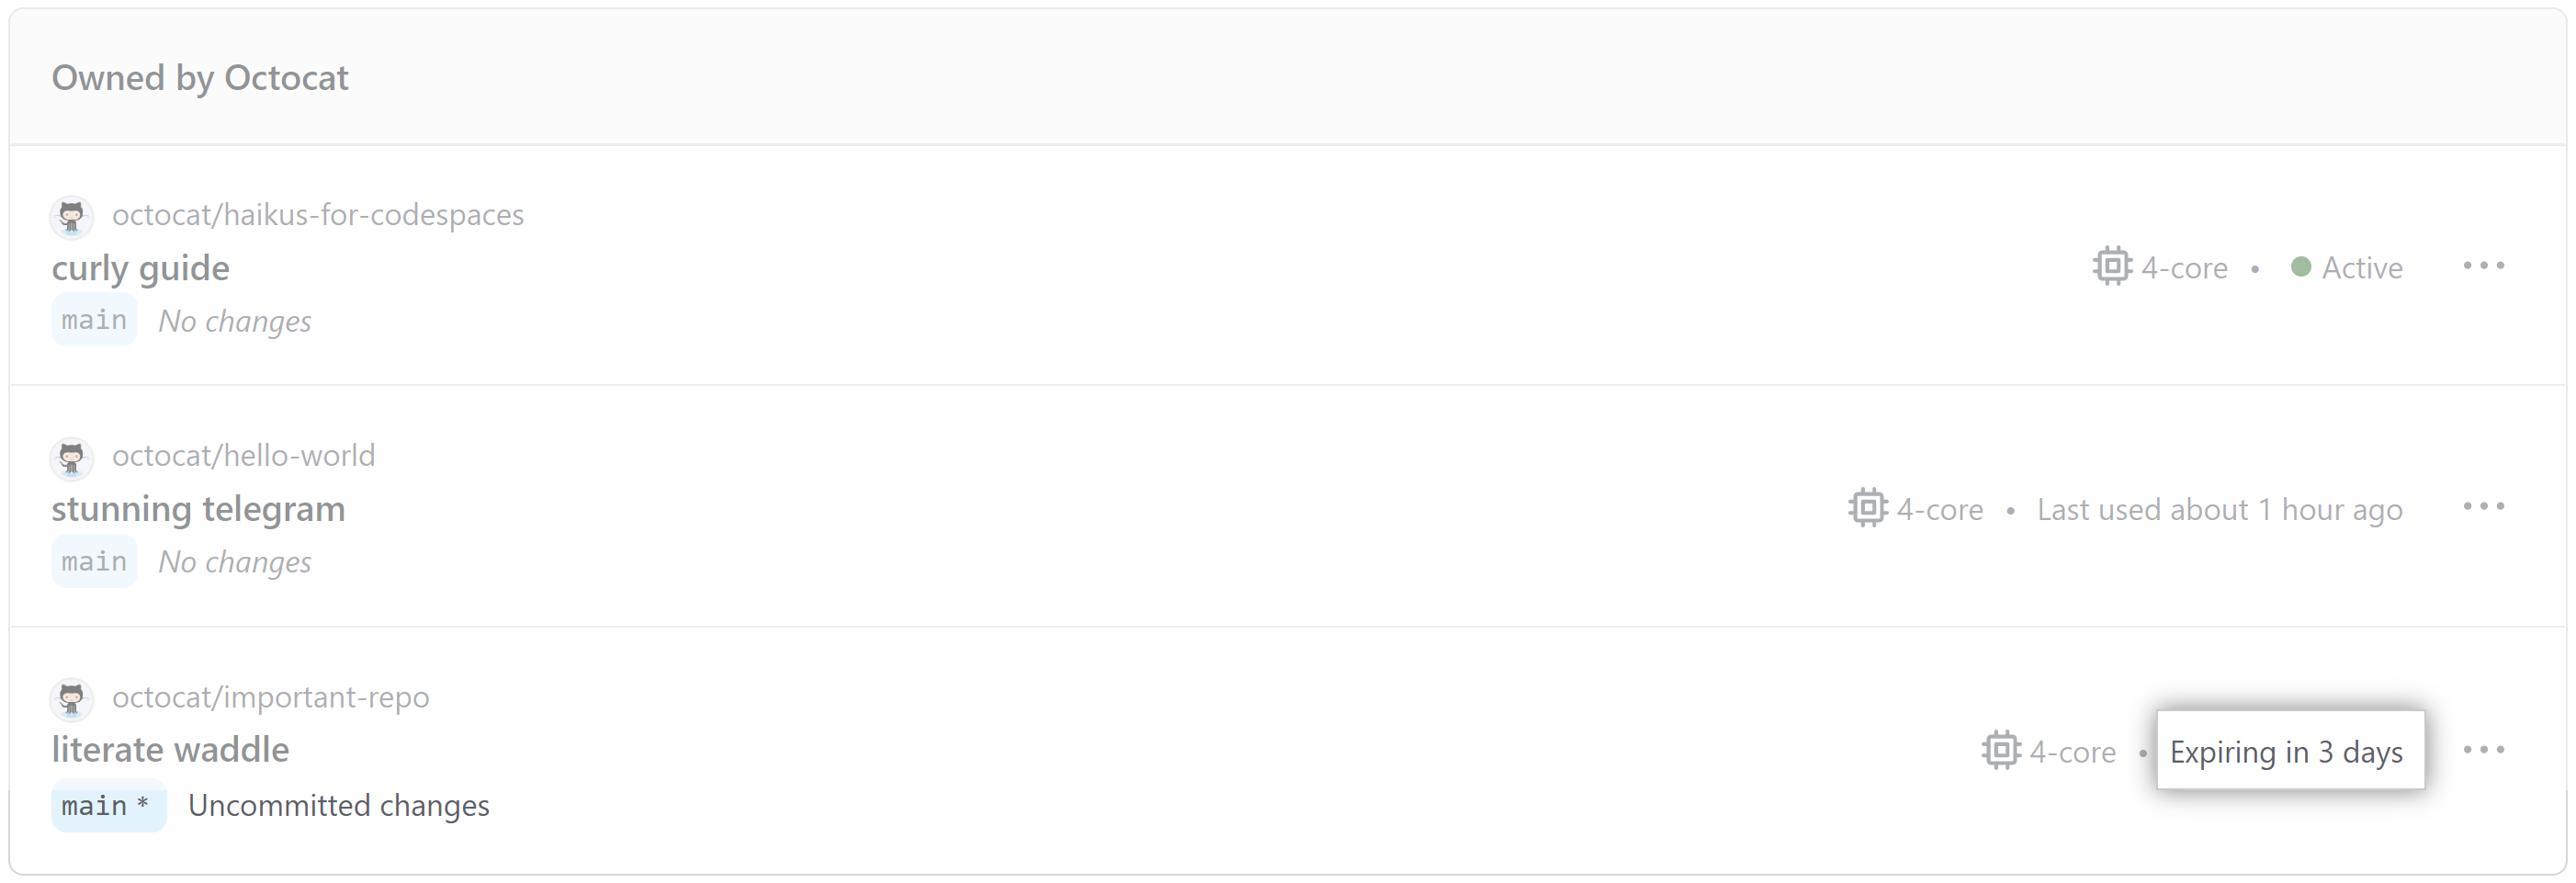 Owned by Octocat
octocat/haikus-for-codespaces
curly guide
4-core • Active
main No changes
octocat/hello-world
stunning telegram
4-core • Last used about 1 hour ago
main No changes
octocat/important-repo
literate waddle
4-core • Expiring in 3 days
main * Uncommitted changes